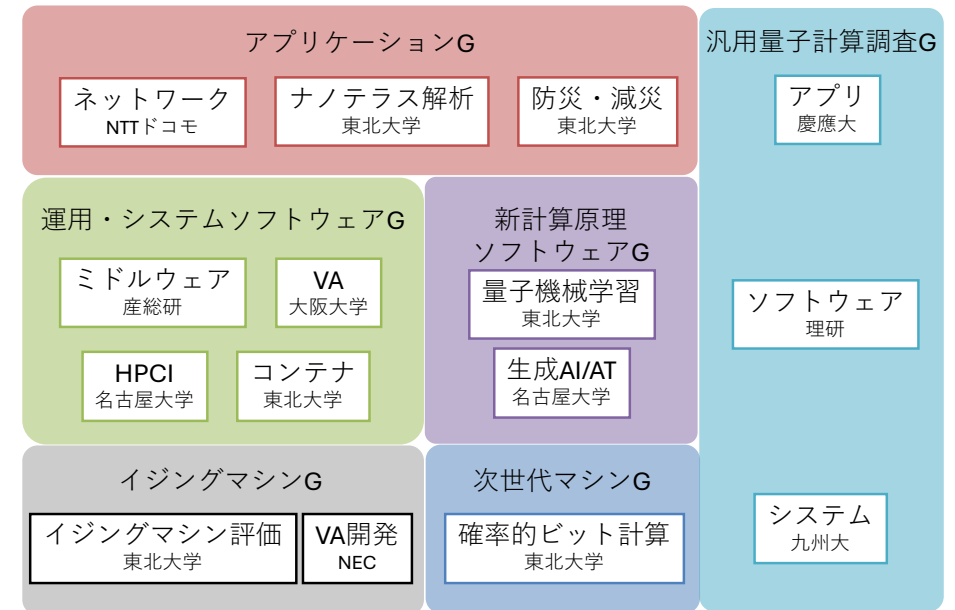 アプリケーションG
ネットワーク
NTTドコモ
ナノテラス解析
東北大学
防災・減災
東北大学
汎用量子計算調査G
アプリ
慶應大
ソフトウェア
理研
システム
九州大
運用・システムソフトウェアG
ミドルウェア
産総研
VA
大阪大学
HPCI
名古屋大学
コンテナ
東北大学
新計算原理
ソフトウェアG
量子機械学習
東北大学
生成AI/AT
名古屋大学
イジングマシンG
イジングマシン評価
東北大学
VA開発
NEC
次世代マシンG
確率的ビット計算
東北大学